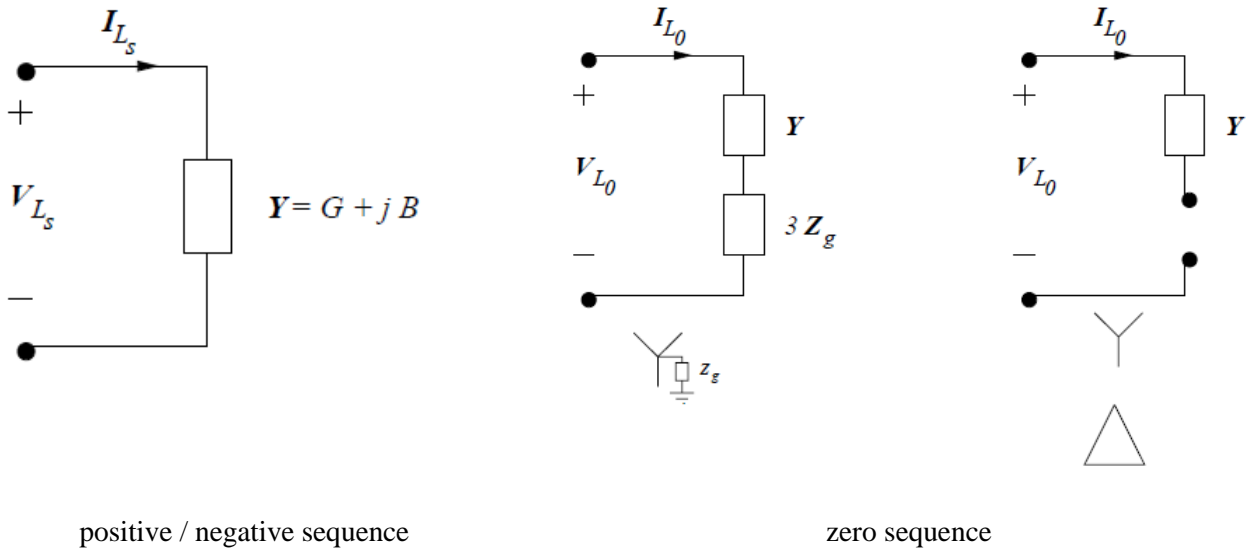 I_{L_s}
+
V_{L_s}
Y = G + j B
−
I_{L_0}
+
Y
V_{L_0}
3 Z_g
−
z_g
I_{L_0}
+
Y
V_{L_0}
−
positive / negative sequence
zero sequence